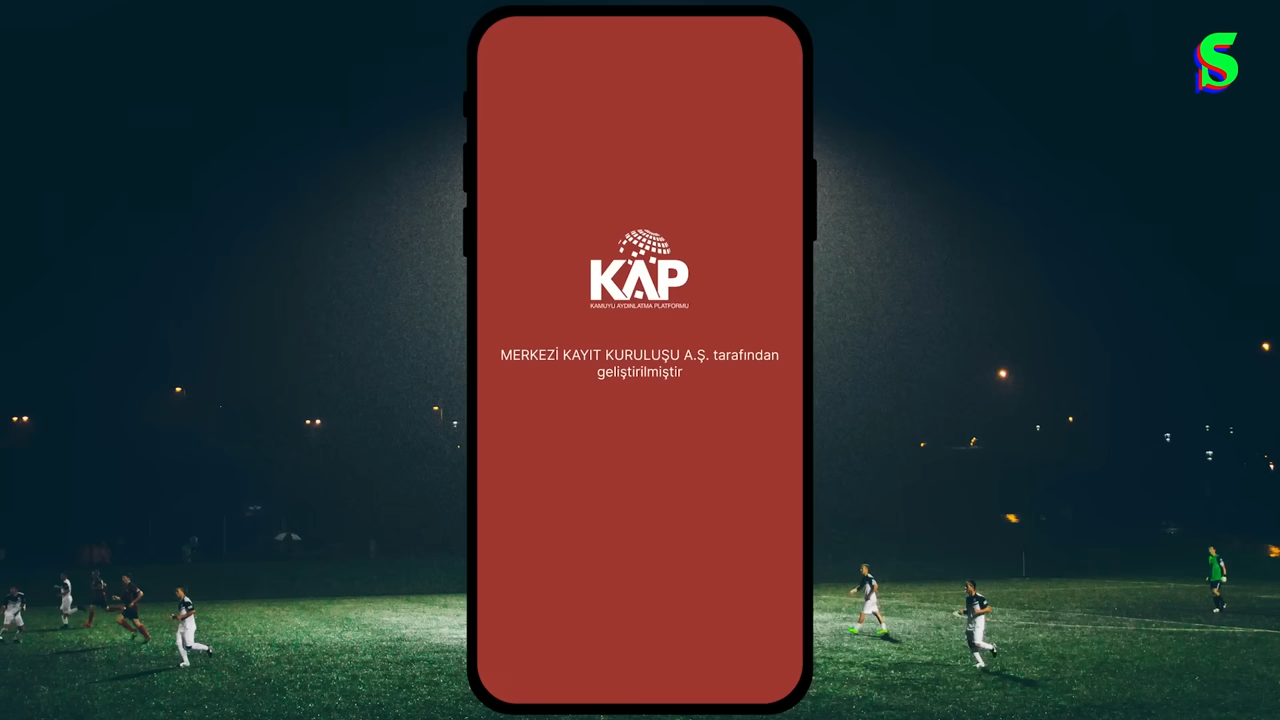 S
KAP
KAMUYU AYDINLATMA PLATFORMU
MERKEZİ KAYIT KURULUŞU A.Ş. tarafından
geliştirilmiştir